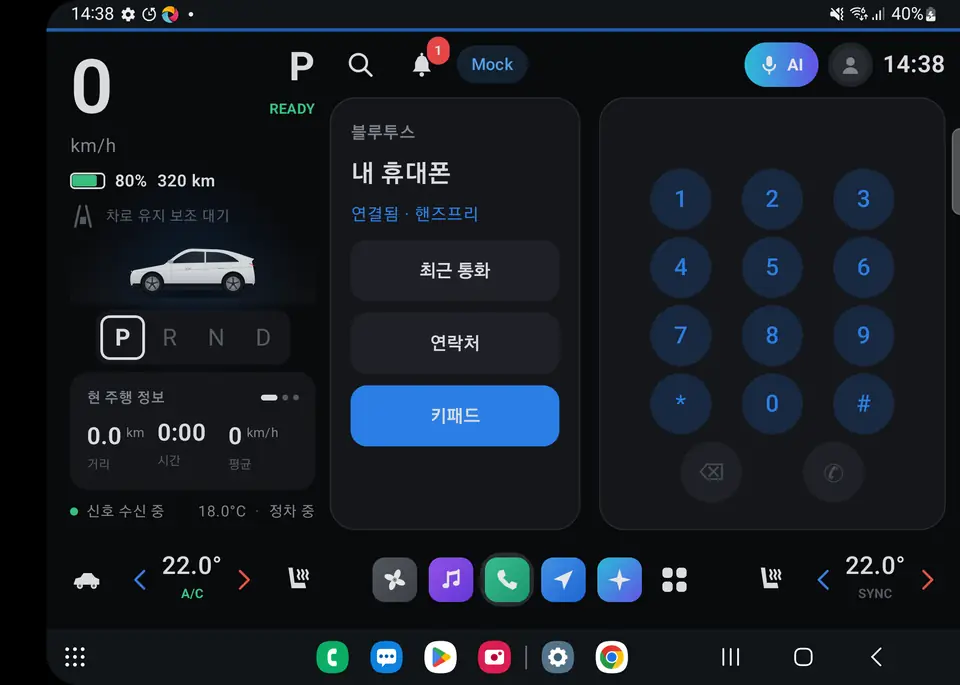 14:38
40%
0
km/h
P
READY
80% 320 km
차로 유지 보조 대기
P R N D
현 주행 정보
0.0 km 0:00 0 km/h
거리 시간 평균
신호 수신 중 18.0°C · 정차 중
1
Mock
AI
14:38
블루투스
내 휴대폰
연결됨 · 핸즈프리
최근 통화
연락처
키패드
1 2 3
4 5 6
7 8 9
* 0 #
22.0°
A/C
22.0°
SYNC